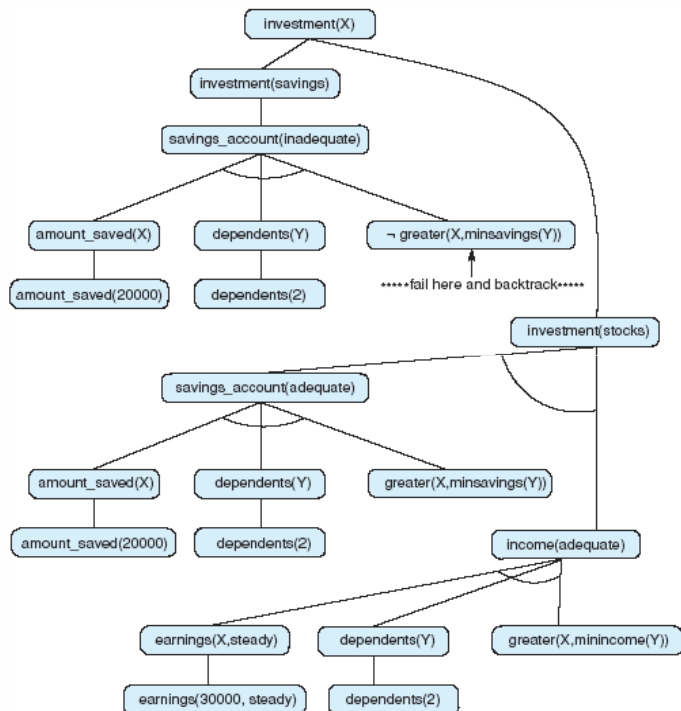 investment(X)
investment(savings)
savings_account(inadequate)
amount_saved(X)
dependents(Y)
¬ greater(X,minsavings(Y))
amount_saved(20000)
dependents(2)
*****fail here and backtrack*****
investment(stocks)
savings_account(adequate)
amount_saved(X)
dependents(Y)
greater(X,minsavings(Y))
amount_saved(20000)
dependents(2)
income(adequate)
earnings(X,steady)
dependents(Y)
greater(X,minincome(Y))
earnings(30000, steady)
dependents(2)